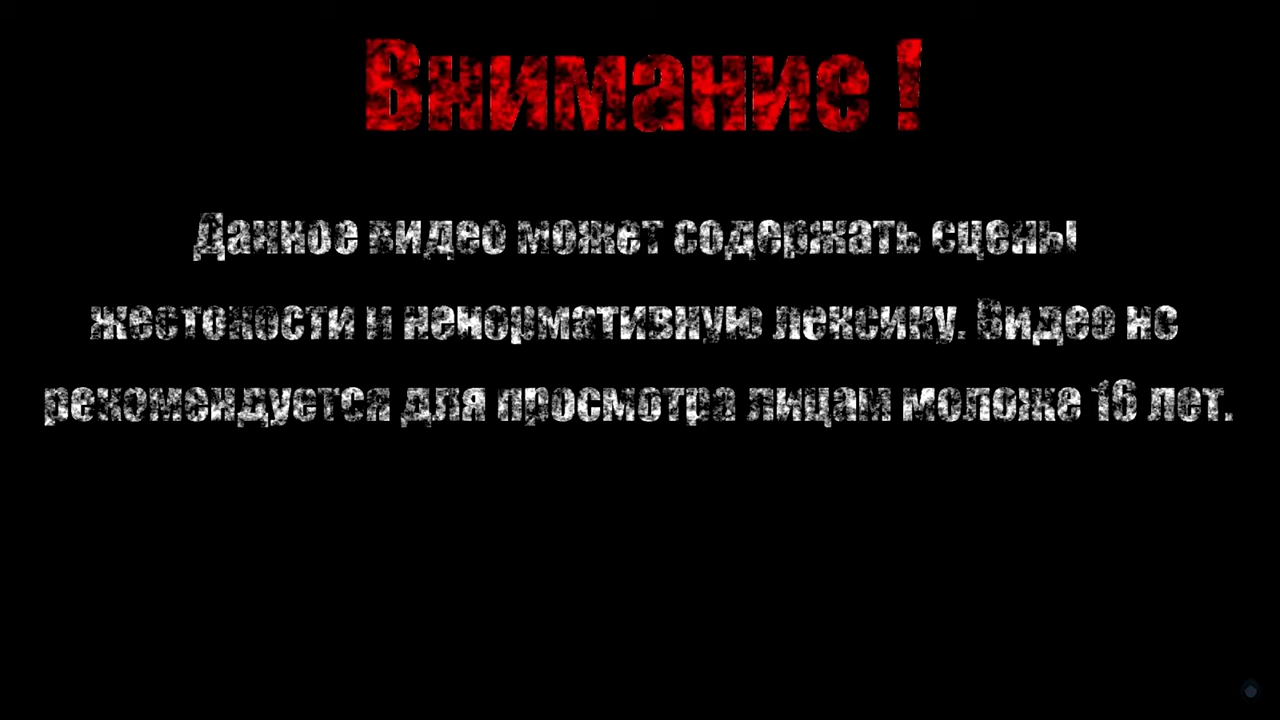 Внимание !
Данное видео может содержать сцены
жестокости и ненормативную лексику. Видео не
рекомендуется для просмотра лицам моложе 16 лет.